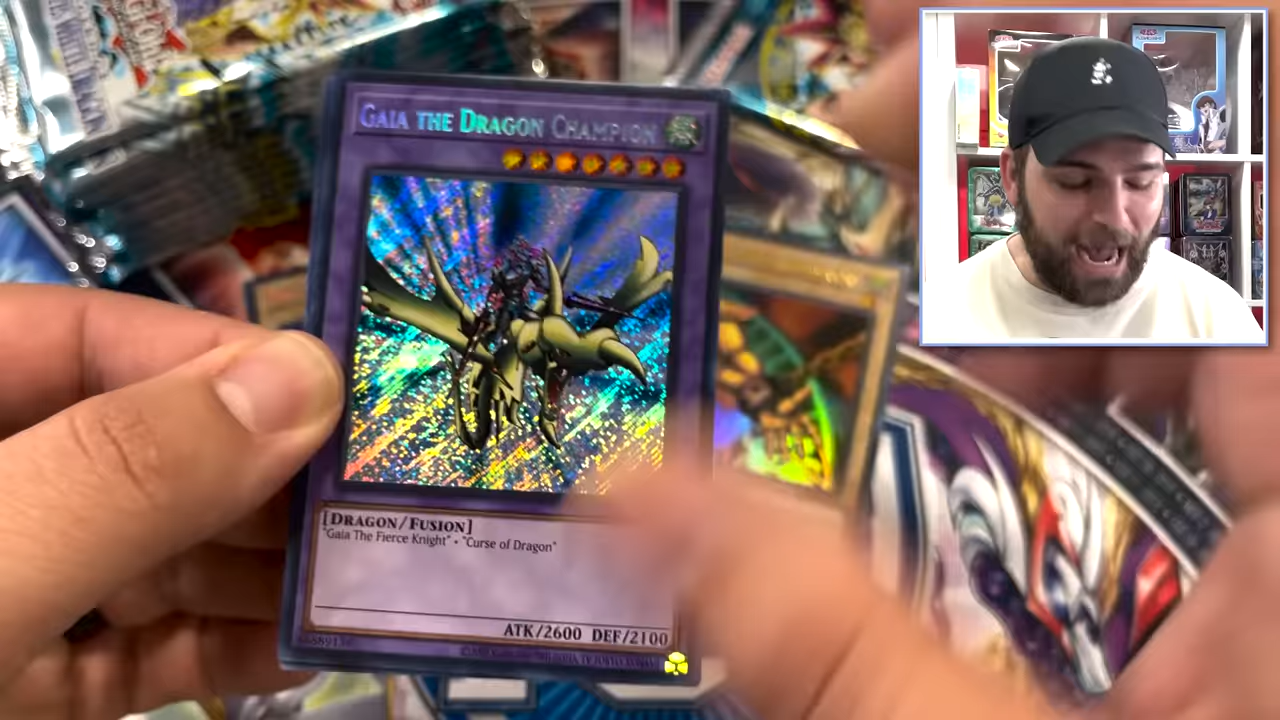 GAIA THE DRAGON CHAMPION
[DRAGON/FUSION]
"Gaia The Fierce Knight" • "Curse of Dragon"
ATK/2600 DEF/2100